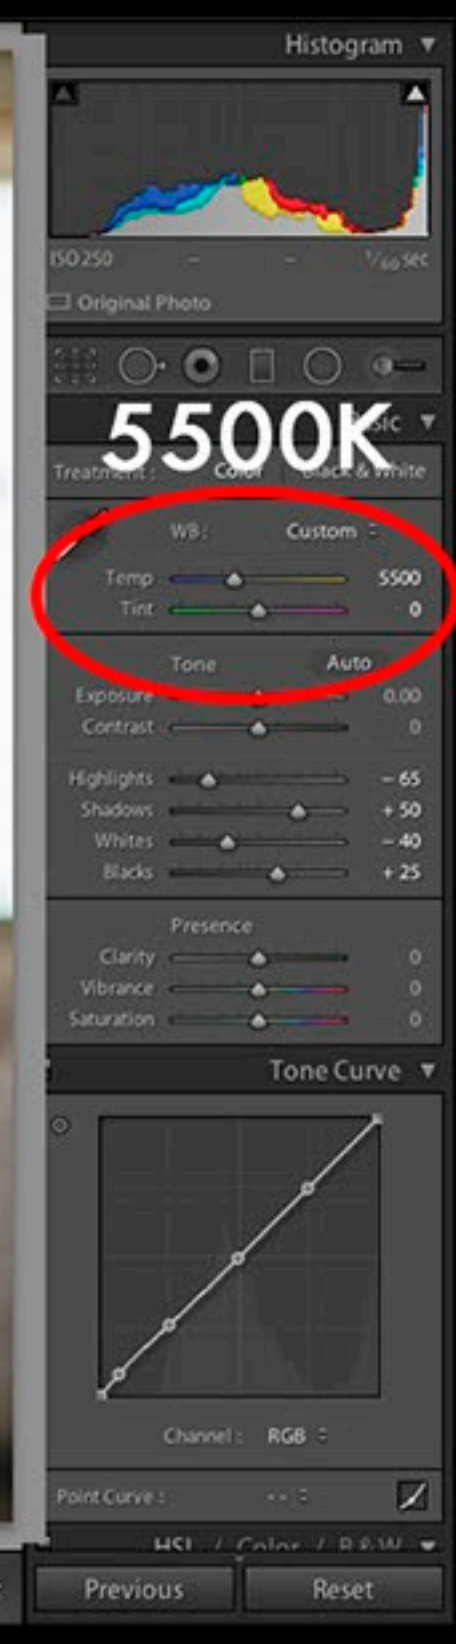 Histogram
ISO 250 - - 1/60 sec
Original Photo
5500K
Treatment: Color Black & White
WB: Custom
Temp 5500
Tint 0
Tone Auto
Exposure 0.00
Contrast 0
Highlights - 65
Shadows + 50
Whites - 40
Blacks + 25
Presence
Clarity 0
Vibrance 0
Saturation 0
Tone Curve
Channel: RGB
Point Curve: --
HSL / Color / B & W
Previous Reset